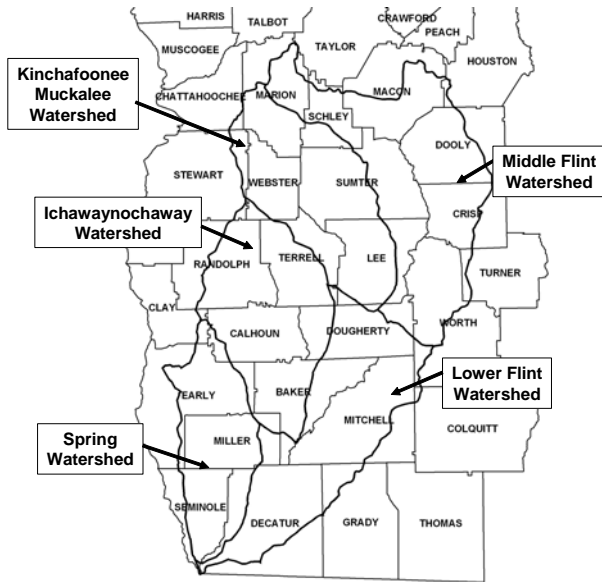 HARRIS
TALBOT
CRAWFORD
PEACH
TAYLOR
MUSCOGEE
HOUSTON
Kinchafoonee
Muckalee
Watershed
CHATTAHOOCHEE
MARION
MACON
SCHLEY
DOOLY
Middle Flint
Watershed
STEWART
WEBSTER
SUMTER
CRISP
Ichawaynochaway
Watershed
RANDOLPH
TERRELL
LEE
TURNER
CLAY
CALHOUN
DOUGHERTY
WORTH
Lower Flint
Watershed
EARLY
BAKER
MITCHELL
COLQUITT
Spring
Watershed
MILLER
SEMINOLE
DECATUR
GRADY
THOMAS